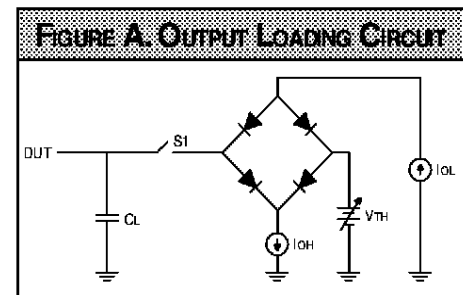 FIGURE A. OUTPUT LOADING CIRCUIT
DUT
S1
CL
IOH
VTH
IOL